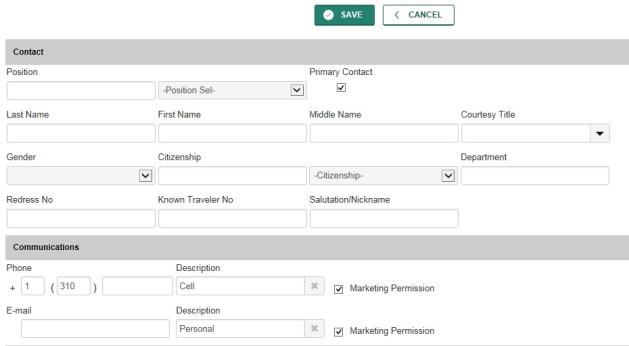 SAVE < CANCEL
Contact
Position Primary Contact
-Position Sel-
Last Name First Name Middle Name Courtesy Title
Gender Citizenship Department
-Citizenship-
Redress No Known Traveler No Salutation/Nickname
Communications
Phone Description
+ 1 ( 310 ) Cell Marketing Permission
E-mail Description
Personal Marketing Permission